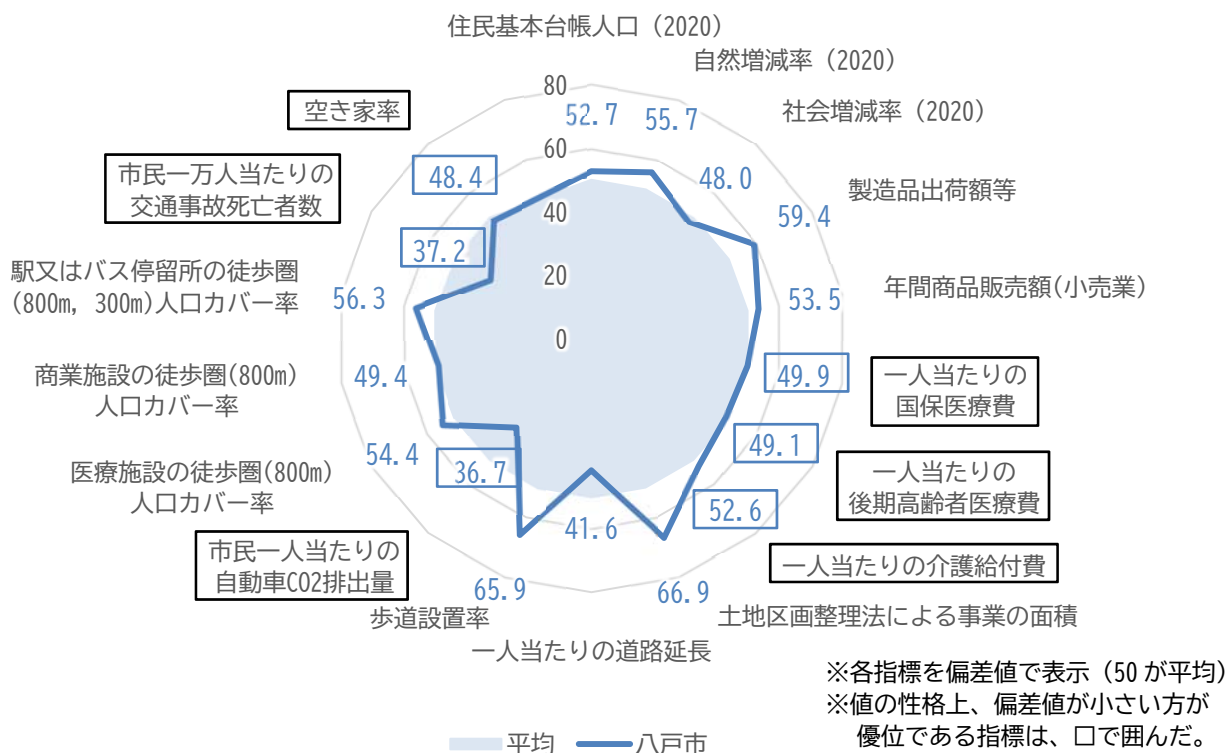 住民基本台帳人口（2020）
自然増減率（2020）
社会増減率（2020）
製造品出荷額等
年間商品販売額(小売業)
一人当たりの
国保医療費
一人当たりの
後期高齢者医療費
一人当たりの介護給付費
土地区画整理法による事業の面積
一人当たりの道路延長
歩道設置率
市民一人当たりの
自動車CO2排出量
医療施設の徒歩圏(800m)
人口カバー率
商業施設の徒歩圏(800m)
人口カバー率
駅又はバス停留所の徒歩圏
(800m, 300m)人口カバー率
市民一万人当たりの
交通事故死亡者数
空き家率
80
60
40
20
0
52.7
55.7
48.0
59.4
53.5
49.9
49.1
52.6
66.9
41.6
65.9
36.7
54.4
49.4
56.3
37.2
48.4
平均
八戸市
※各指標を偏差値で表示（50 が平均）
※値の性格上、偏差値が小さい方が
優位である指標は、□で囲んだ。